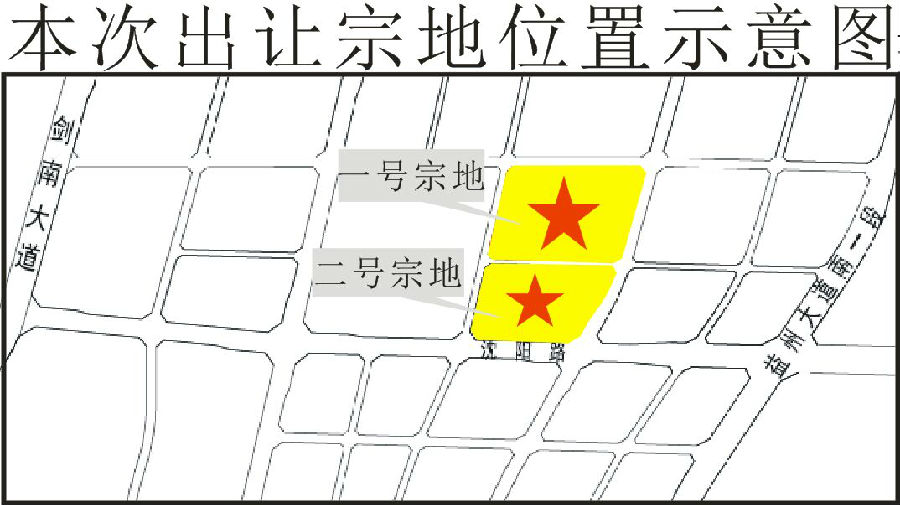 本次出让宗地位置示意图
剑南大道
一号宗地
二号宗地
沈阳路
益州大道南一段